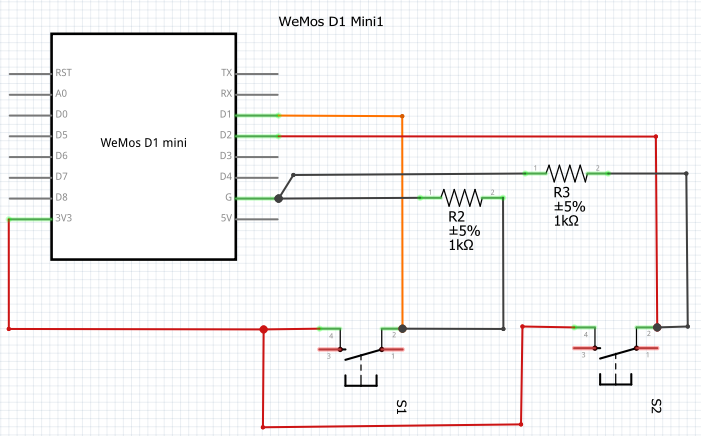 WeMos D1 Mini1
RST
TX
A0
RX
D0
D1
D5
WeMos D1 mini
D2
D6
D3
D7
D4
D8
G
3V3
5V
1
2
R3
±5%
1kΩ
1
2
R2
±5%
1kΩ
4
2
3
1
S1
4
2
3
1
S2